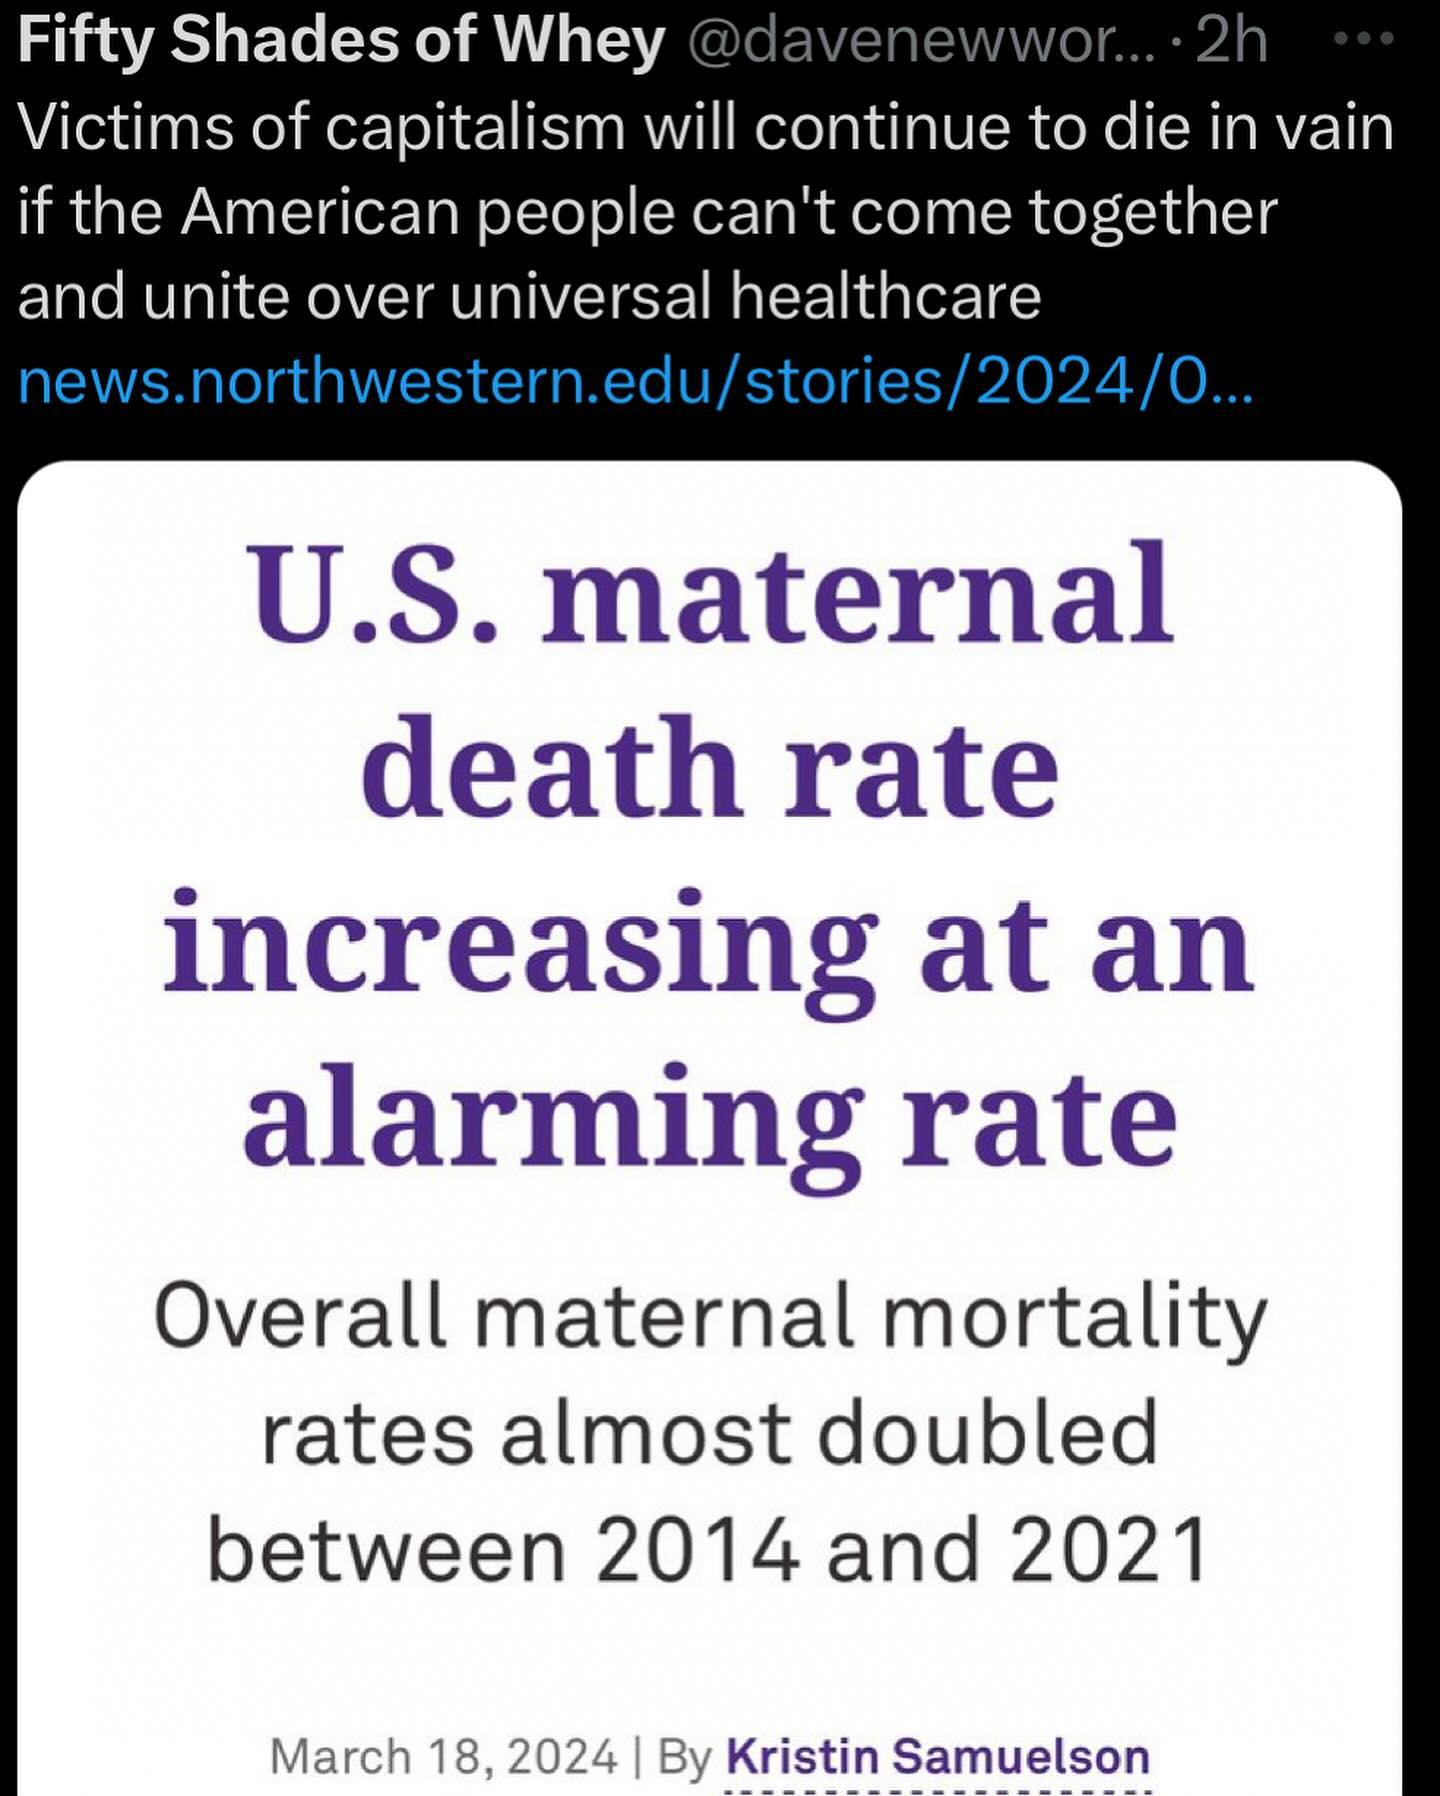 Fifty Shades of Whey @davenewwor... · 2h
Victims of capitalism will continue to die in vain
if the American people can't come together
and unite over universal healthcare
news.northwestern.edu/stories/2024/0...
U.S. maternal
death rate
increasing at an
alarming rate
Overall maternal mortality
rates almost doubled
between 2014 and 2021
March 18, 2024 | By Kristin Samuelson